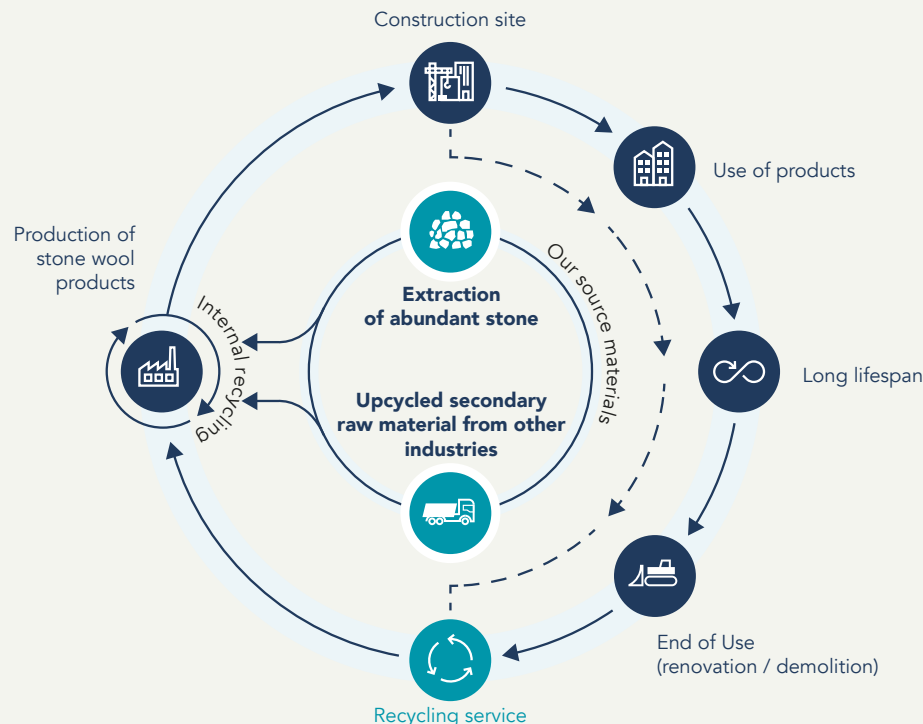 Construction site
Use of products
Production of
stone wool
products
Internal recycling
Extraction
of abundant stone
Our source materials
Long lifespan
Upcycled secondary
raw material from other
industries
End of Use
(renovation / demolition)
Recycling service